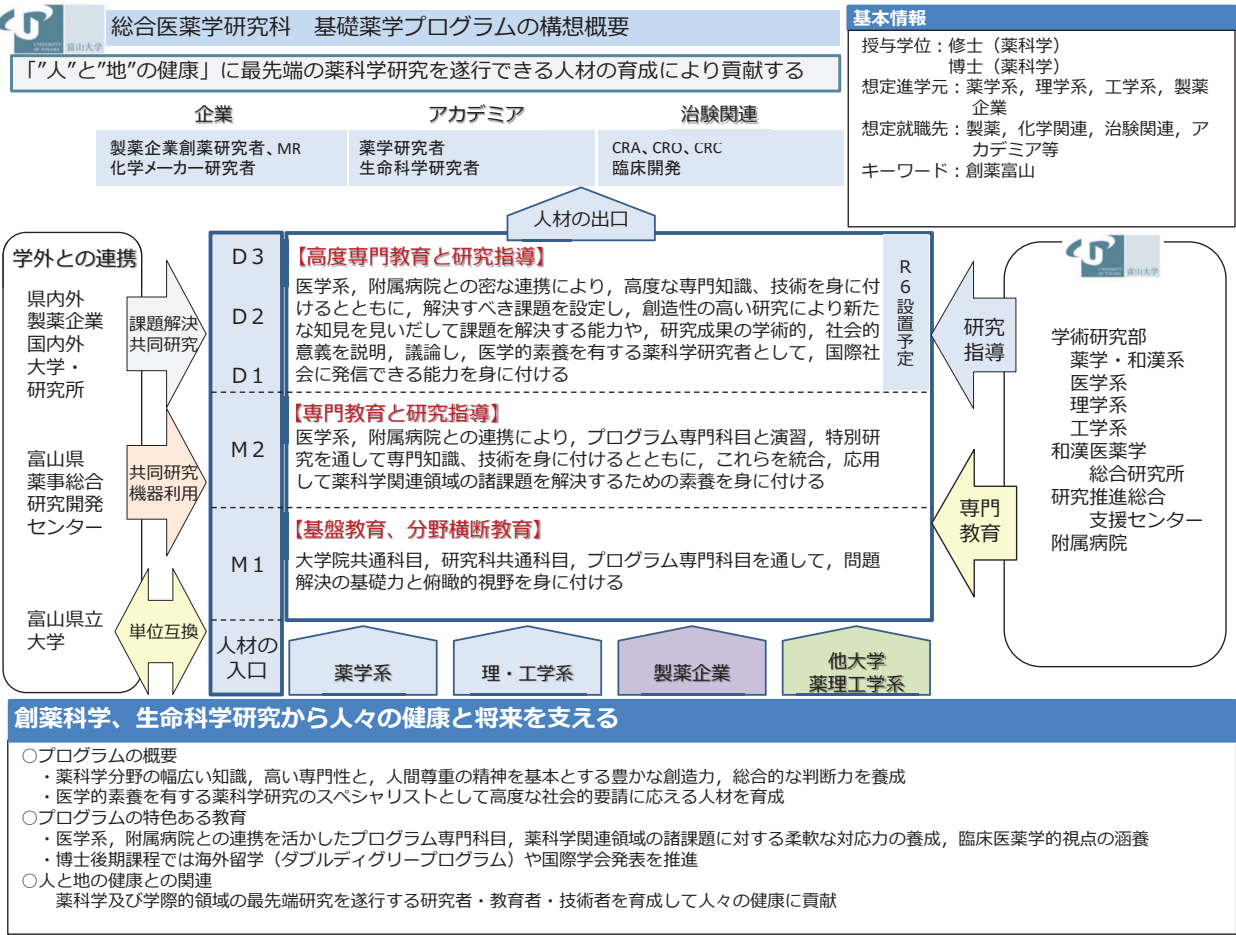 総合医薬学研究科　基礎薬学プログラムの構想概要
UNIVERSITY
OF TOYAMA
富山大学
「”人”と”地”の健康」に最先端の薬科学研究を遂行できる人材の育成により貢献する
基本情報
授与学位：修士（薬科学）
博士（薬科学）
想定進学元：薬学系，理学系，工学系，製薬
企業
想定就職先：製薬，化学関連，治験関連，ア
カデミア等
キーワード：創薬富山
企業
製薬企業創薬研究者、MR
化学メーカー研究者
アカデミア
薬学研究者
生命科学研究者
治験関連
CRA、CRO、CRC
臨床開発
人材の出口
学外との連携
県内外
製薬企業
国内外
大学・
研究所
富山県
薬事総合
研究開発
センター
富山県立
大学
課題解決
共同研究
共同研究
機器利用
単位互換
D３
D２
D１
M２
M１
人材の
入口
【高度専門教育と研究指導】
医学系，附属病院との密な連携により，高度な専門知識、技術を身に付
けるとともに，解決すべき課題を設定し，創造性の高い研究により新た
な知見を見いだして課題を解決する能力や，研究成果の学術的，社会的
意義を説明，議論し，医学的素養を有する薬科学研究者として，国際社
会に発信できる能力を身に付ける
R６設置予定
【専門教育と研究指導】
医学系，附属病院との連携により，プログラム専門科目と演習，特別研
究を通して専門知識、技術を身に付けるとともに，これらを統合，応用
して薬科学関連領域の諸課題を解決するための素養を身に付ける
【基盤教育、分野横断教育】
大学院共通科目，研究科共通科目，プログラム専門科目を通して，問題
解決の基礎力と俯瞰的視野を身に付ける
薬学系
理・工学系
製薬企業
他大学
薬理工学系
研究
指導
専門
教育
UNIVERSITY
OF TOYAMA
富山大学
学術研究部
薬学・和漢系
医学系
理学系
工学系
和漢医薬学
総合研究所
研究推進総合
支援センター
附属病院
創薬科学、生命科学研究から人々の健康と将来を支える
○プログラムの概要
・薬科学分野の幅広い知識，高い専門性と，人間尊重の精神を基本とする豊かな創造力，総合的な判断力を養成
・医学的素養を有する薬科学研究のスペシャリストとして高度な社会的要請に応える人材を育成
○プログラムの特色ある教育
・医学系，附属病院との連携を活かしたプログラム専門科目，薬科学関連領域の諸課題に対する柔軟な対応力の養成，臨床医薬学的視点の涵養
・博士後期課程では海外留学（ダブルディグリープログラム）や国際学会発表を推進
○人と地の健康との関連
薬科学及び学際的領域の最先端研究を遂行する研究者・教育者・技術者を育成して人々の健康に貢献